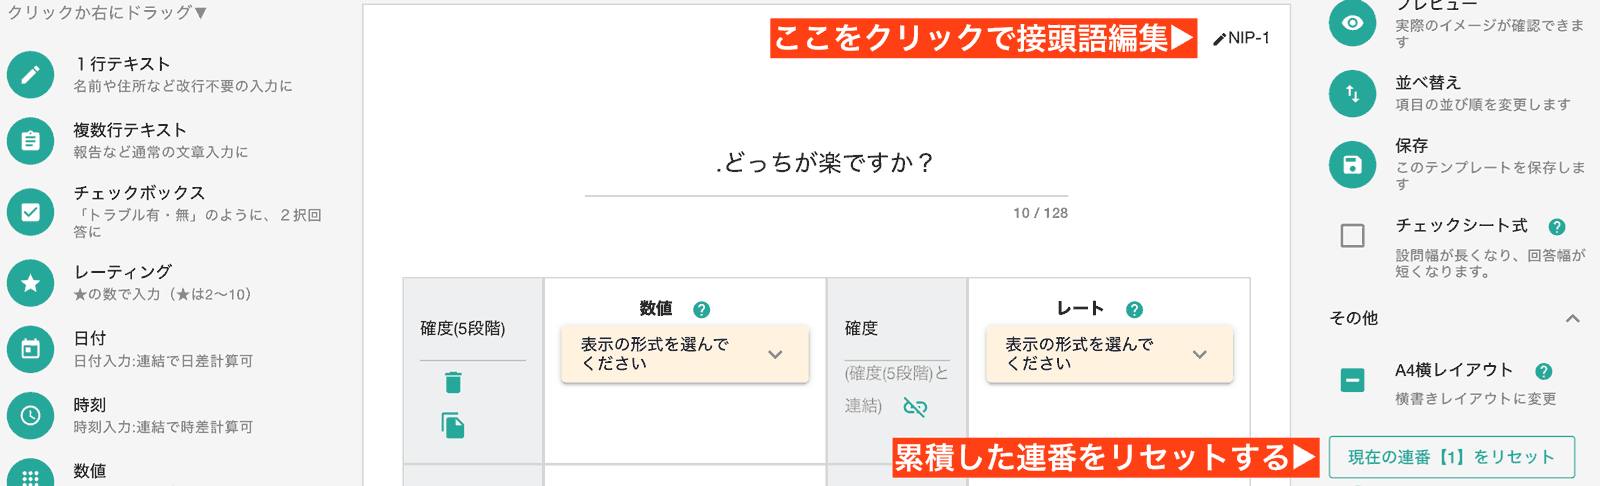 クリックか右にドラッグ▼
１行テキスト
名前や住所など改行不要の入力に
複数行テキスト
報告など通常の文章入力に
チェックボックス
「トラブル有・無」のように、２択回
答に
レーティング
★の数で入力（★は2〜10）
日付
日付入力:連結で日差計算可
時刻
時刻入力:連結で時差計算可
数値
ここをクリックで接頭語編集▶
NIP-1
.どっちが楽ですか？
10 / 128
確度(5段階)
数値
表示の形式を選んで
ください
確度
(確度(5段階)と
連結)
レート
表示の形式を選んで
ください
累積した連番をリセットする▶
プレビュー
実際のイメージが確認できま
す
並べ替え
項目の並び順を変更します
保存
このテンプレートを保存しま
す
チェックシート式
設問幅が長くなり、回答幅が
短くなります。
その他
A4横レイアウト
横書きレイアウトに変更
現在の連番【1】をリセット